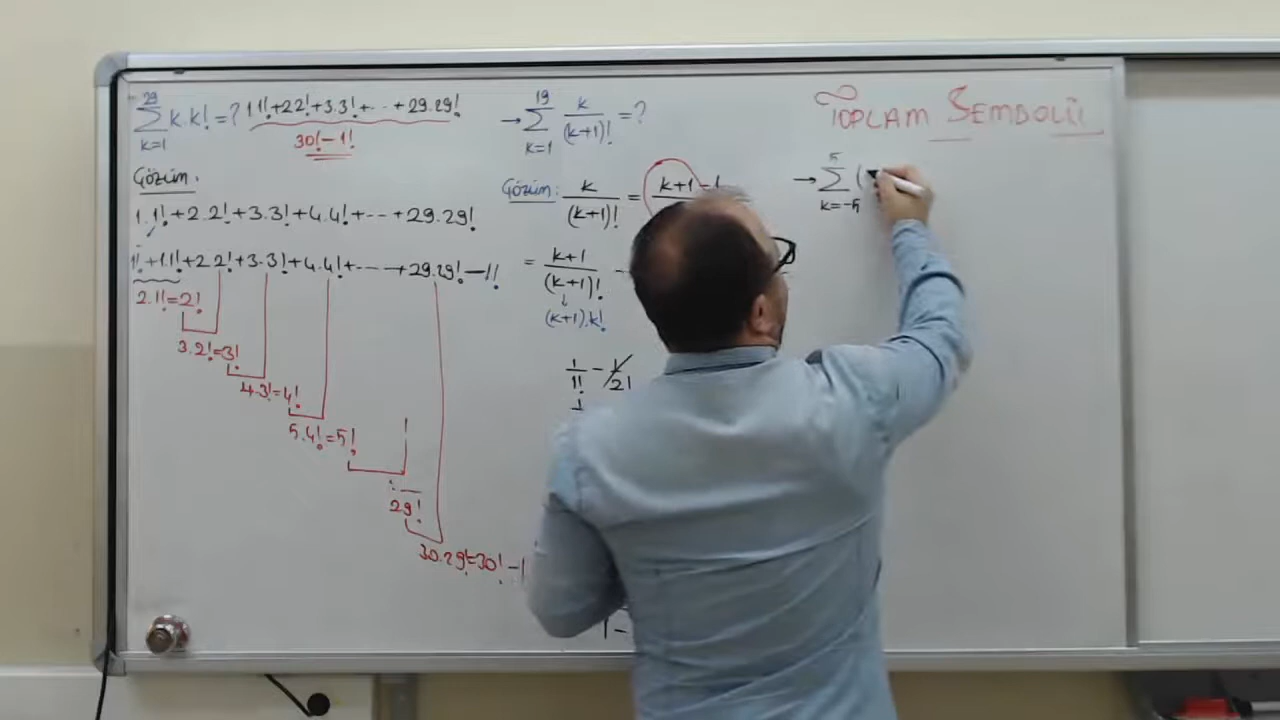 29
∑ k.k! = ? 1.1!+2.2!+3.3!+...+29.29!
k=1
30!-1!
Çözüm.
1.1!+2.2!+3.3!+4.4!+---+29.29!
1!+1.1!+2.2!+3.3!+4.4!+---+29.29!-1!
2.1!=2!
3.2!=3!
4.3!=4!
5.4!=5!
29!
30.29!=30!-1
19
→∑ k/(k+1)! = ?
k=1
Çözüm: k/(k+1)! = k+1-1
= k+1/(k+1)! -
(k+1).k!
1/1! - 1/2!
1
1-
TOPLAM SEMBOLÜ
5
→∑ (
k=-5